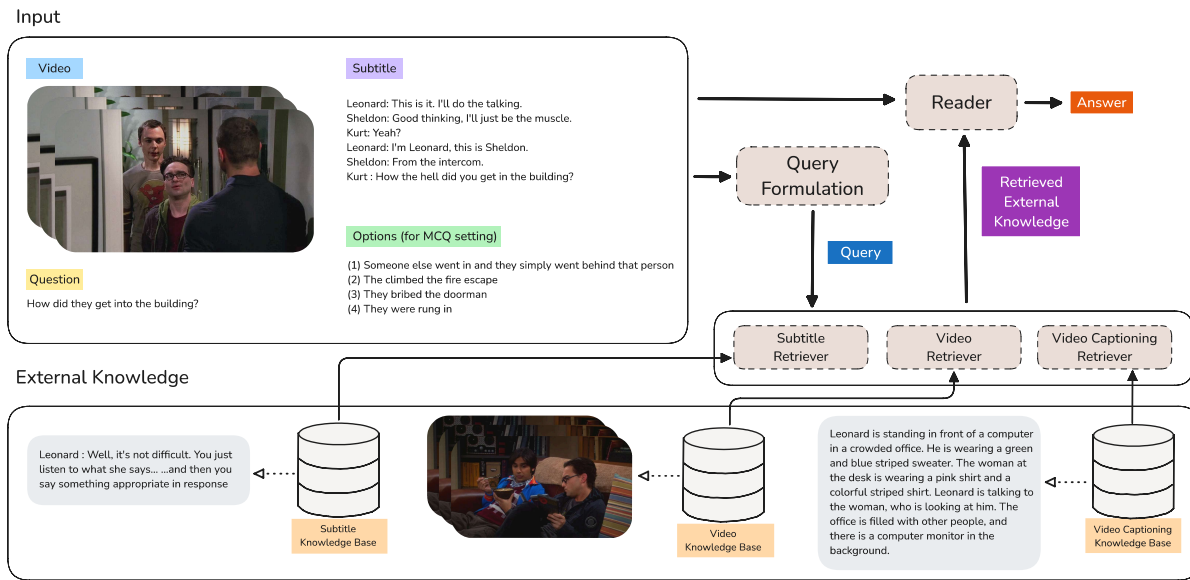 Input
Video
Subtitle
Leonard: This is it. I'll do the talking.
Sheldon: Good thinking, I'll just be the muscle.
Kurt: Yeah?
Leonard: I'm Leonard, this is Sheldon.
Sheldon: From the intercom.
Kurt : How the hell did you get in the building?
Options (for MCQ setting)
(1) Someone else went in and they simply went behind that person
(2) The climbed the fire escape
(3) They bribed the doorman
(4) They were rung in
Question
How did they get into the building?
Reader
Answer
Query
Formulation
Query
Retrieved
External
Knowledge
Subtitle
Retriever
Video
Retriever
Video Captioning
Retriever
External Knowledge
Leonard : Well, it's not difficult. You just
listen to what she says... ...and then you
say something appropriate in response
Subtitle
Knowledge Base
Video
Knowledge Base
Leonard is standing in front of a computer
in a crowded office. He is wearing a green
and blue striped sweater. The woman at
the desk is wearing a pink shirt and a
colorful striped shirt. Leonard is talking to
the woman, who is looking at him. The
office is filled with other people, and
there is a computer monitor in the
background.
Video Captioning
Knowledge Base